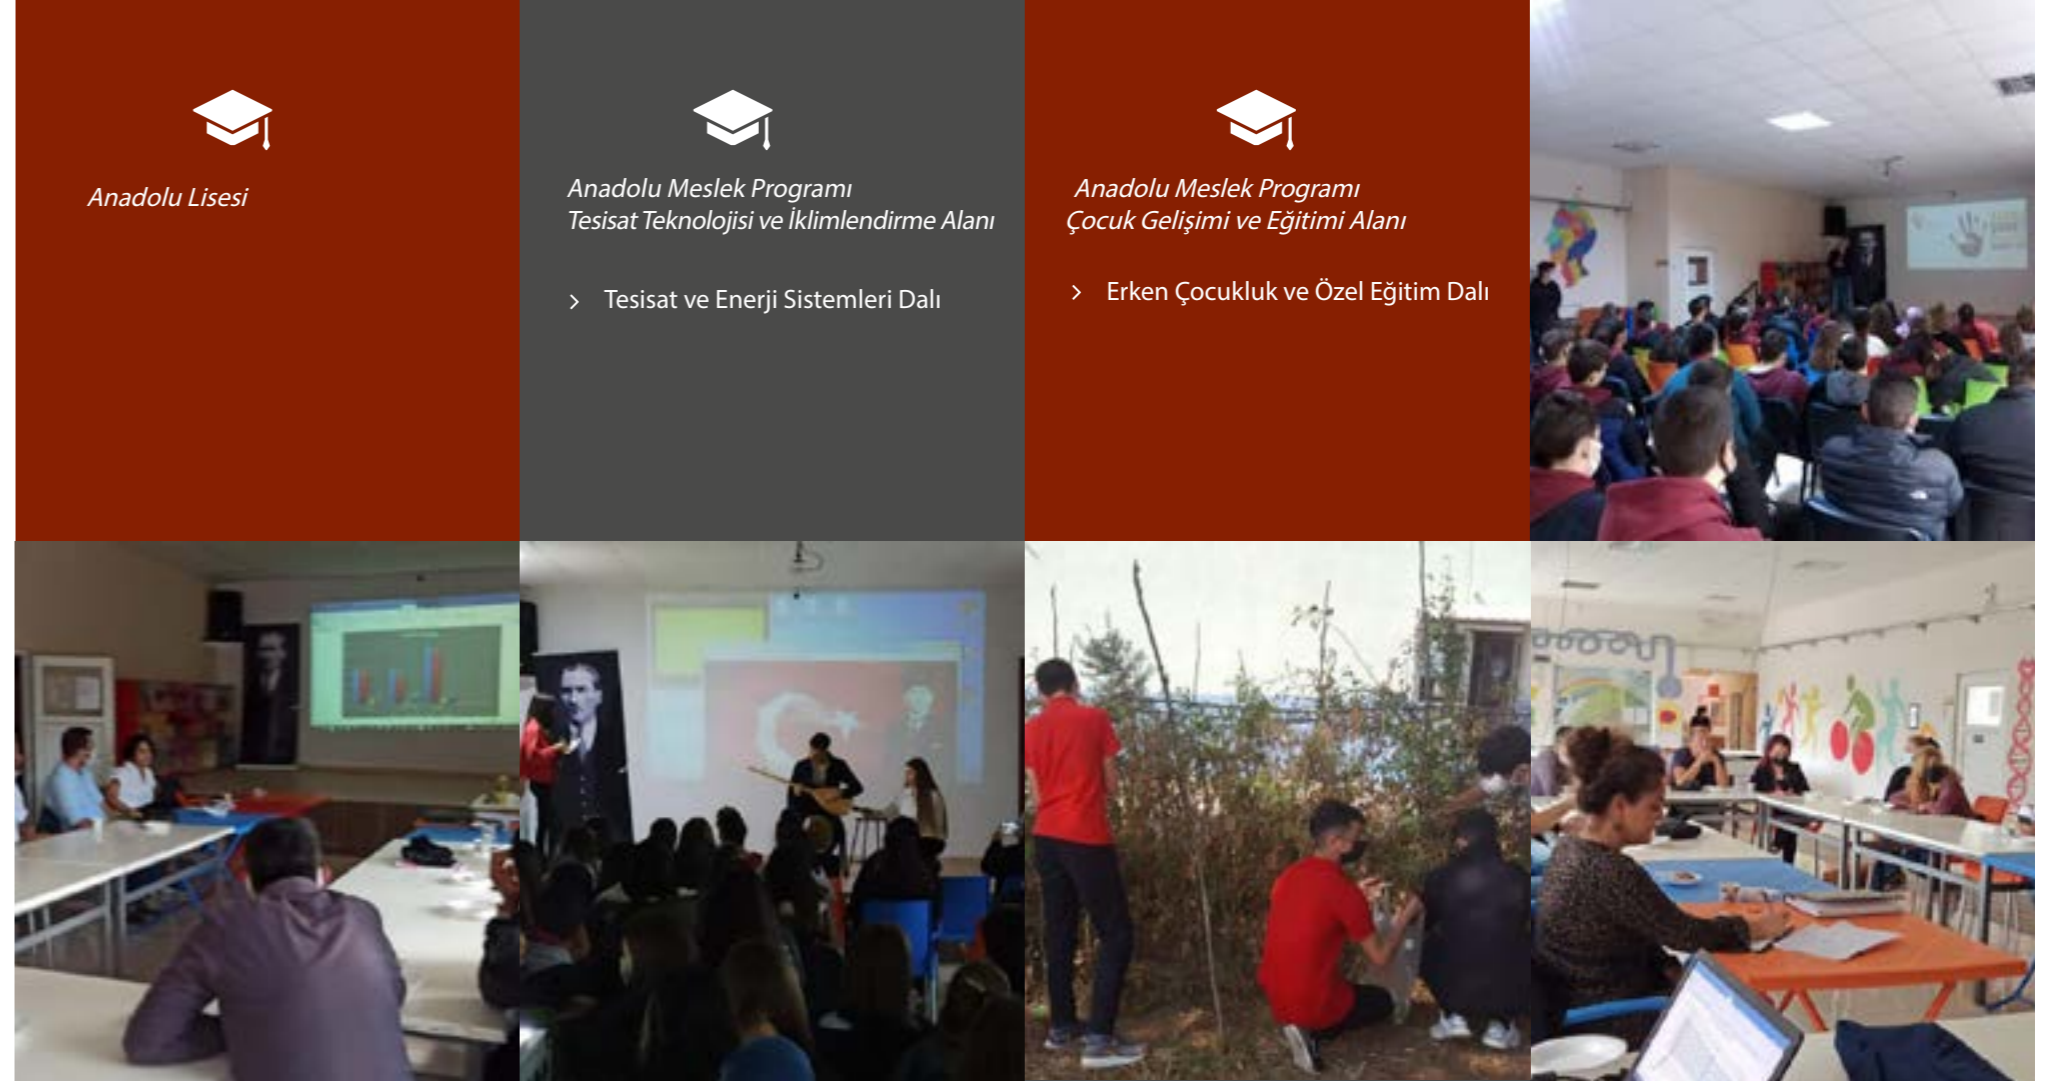 Anadolu Lisesi
Anadolu Meslek Programı
Tesisat Teknolojisi ve İklimlendirme Alanı
Tesisat ve Enerji Sistemleri Dalı
Anadolu Meslek Programı
Çocuk Gelişimi ve Eğitimi Alanı
Erken Çocukluk ve Özel Eğitim Dalı